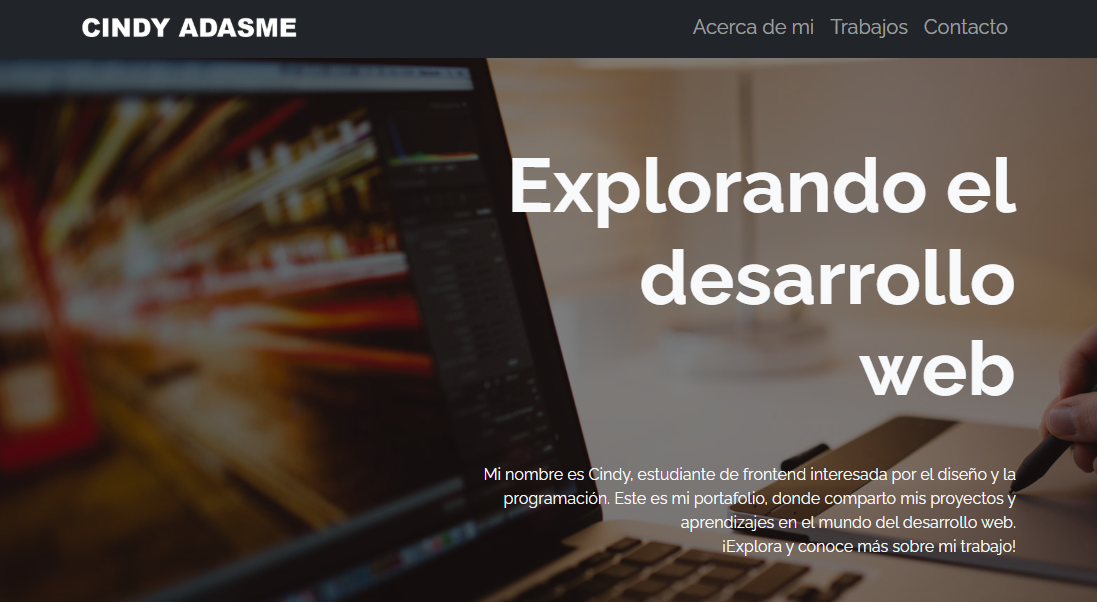 CINDY ADASME
Acerca de mi Trabajos Contacto
Explorando el
desarrollo
web
Mi nombre es Cindy, estudiante de frontend interesada por el diseño y la
programación. Este es mi portafolio, donde comparto mis proyectos y
aprendizajes en el mundo del desarrollo web.
¡Explora y conoce más sobre mi trabajo!